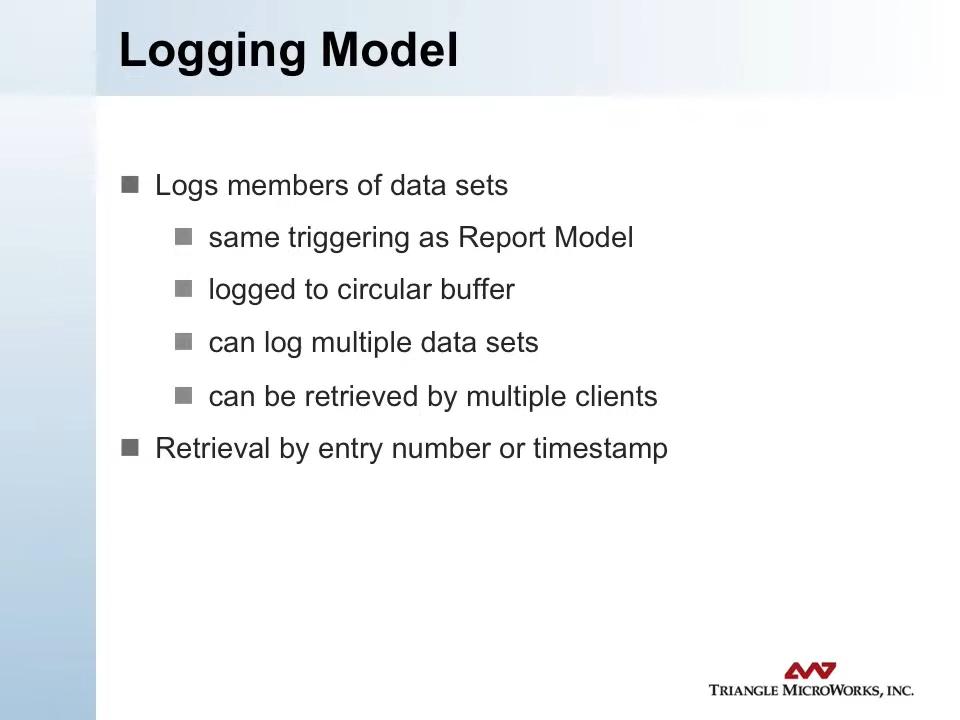 Logging Model
Logs members of data sets
same triggering as Report Model
logged to circular buffer
can log multiple data sets
can be retrieved by multiple clients
Retrieval by entry number or timestamp
TRIANGLE MICROWORKS, INC.